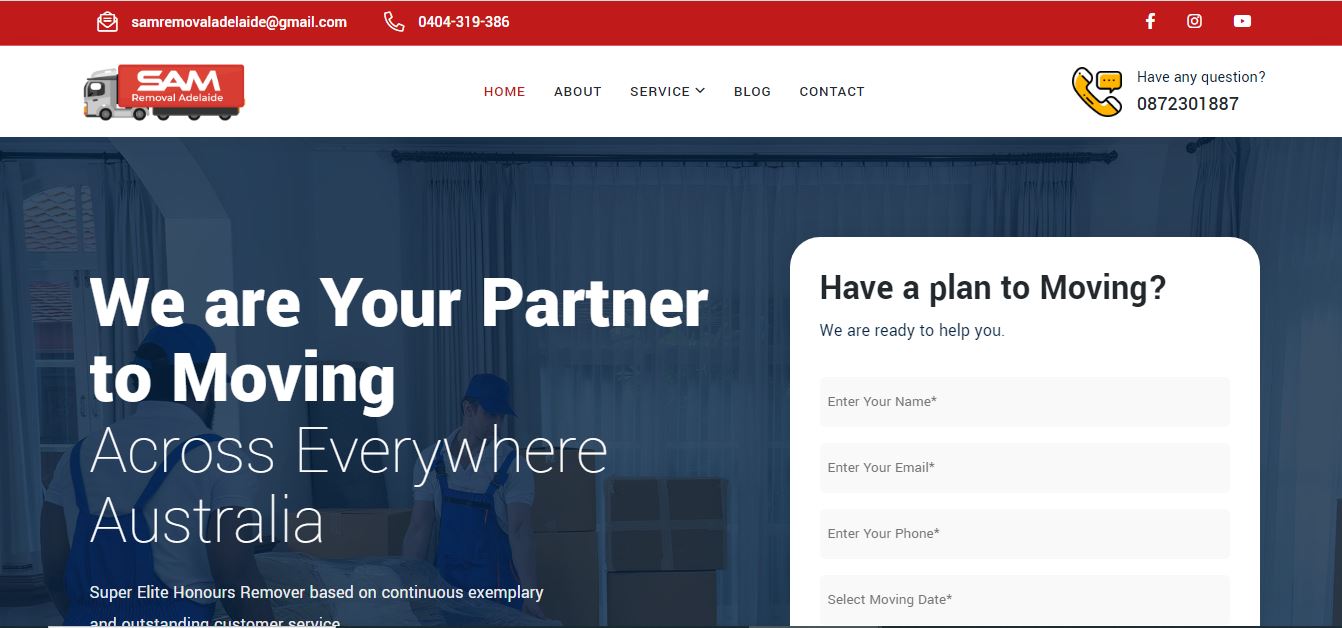 samremovaladelaide@gmail.com
0404-319-386
SAM
Removal Adelaide
HOME
ABOUT
SERVICE
BLOG
CONTACT
Have any question?
0872301887
We are Your Partner
to Moving
Across Everywhere
Australia
Super Elite Honours Remover based on continuous exemplary
and outstanding customer service
Have a plan to Moving?
We are ready to help you.
Enter Your Name*
Enter Your Email*
Enter Your Phone*
Select Moving Date*